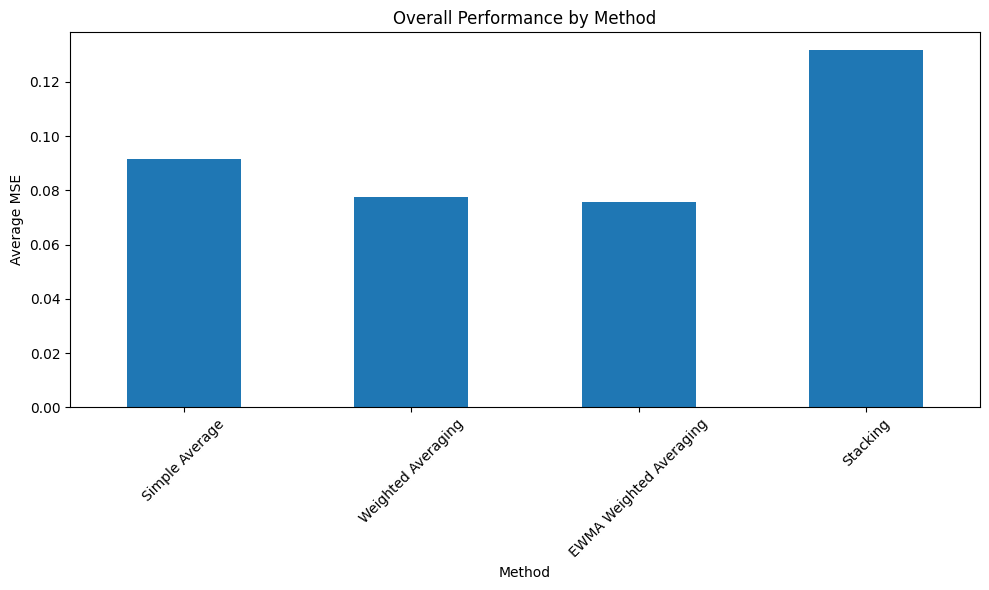 Overall Performance by Method
Average MSE
0.12
0.10
0.08
0.06
0.04
0.02
0.00
Simple Average
Weighted Averaging
EWMA Weighted Averaging
Stacking
Method